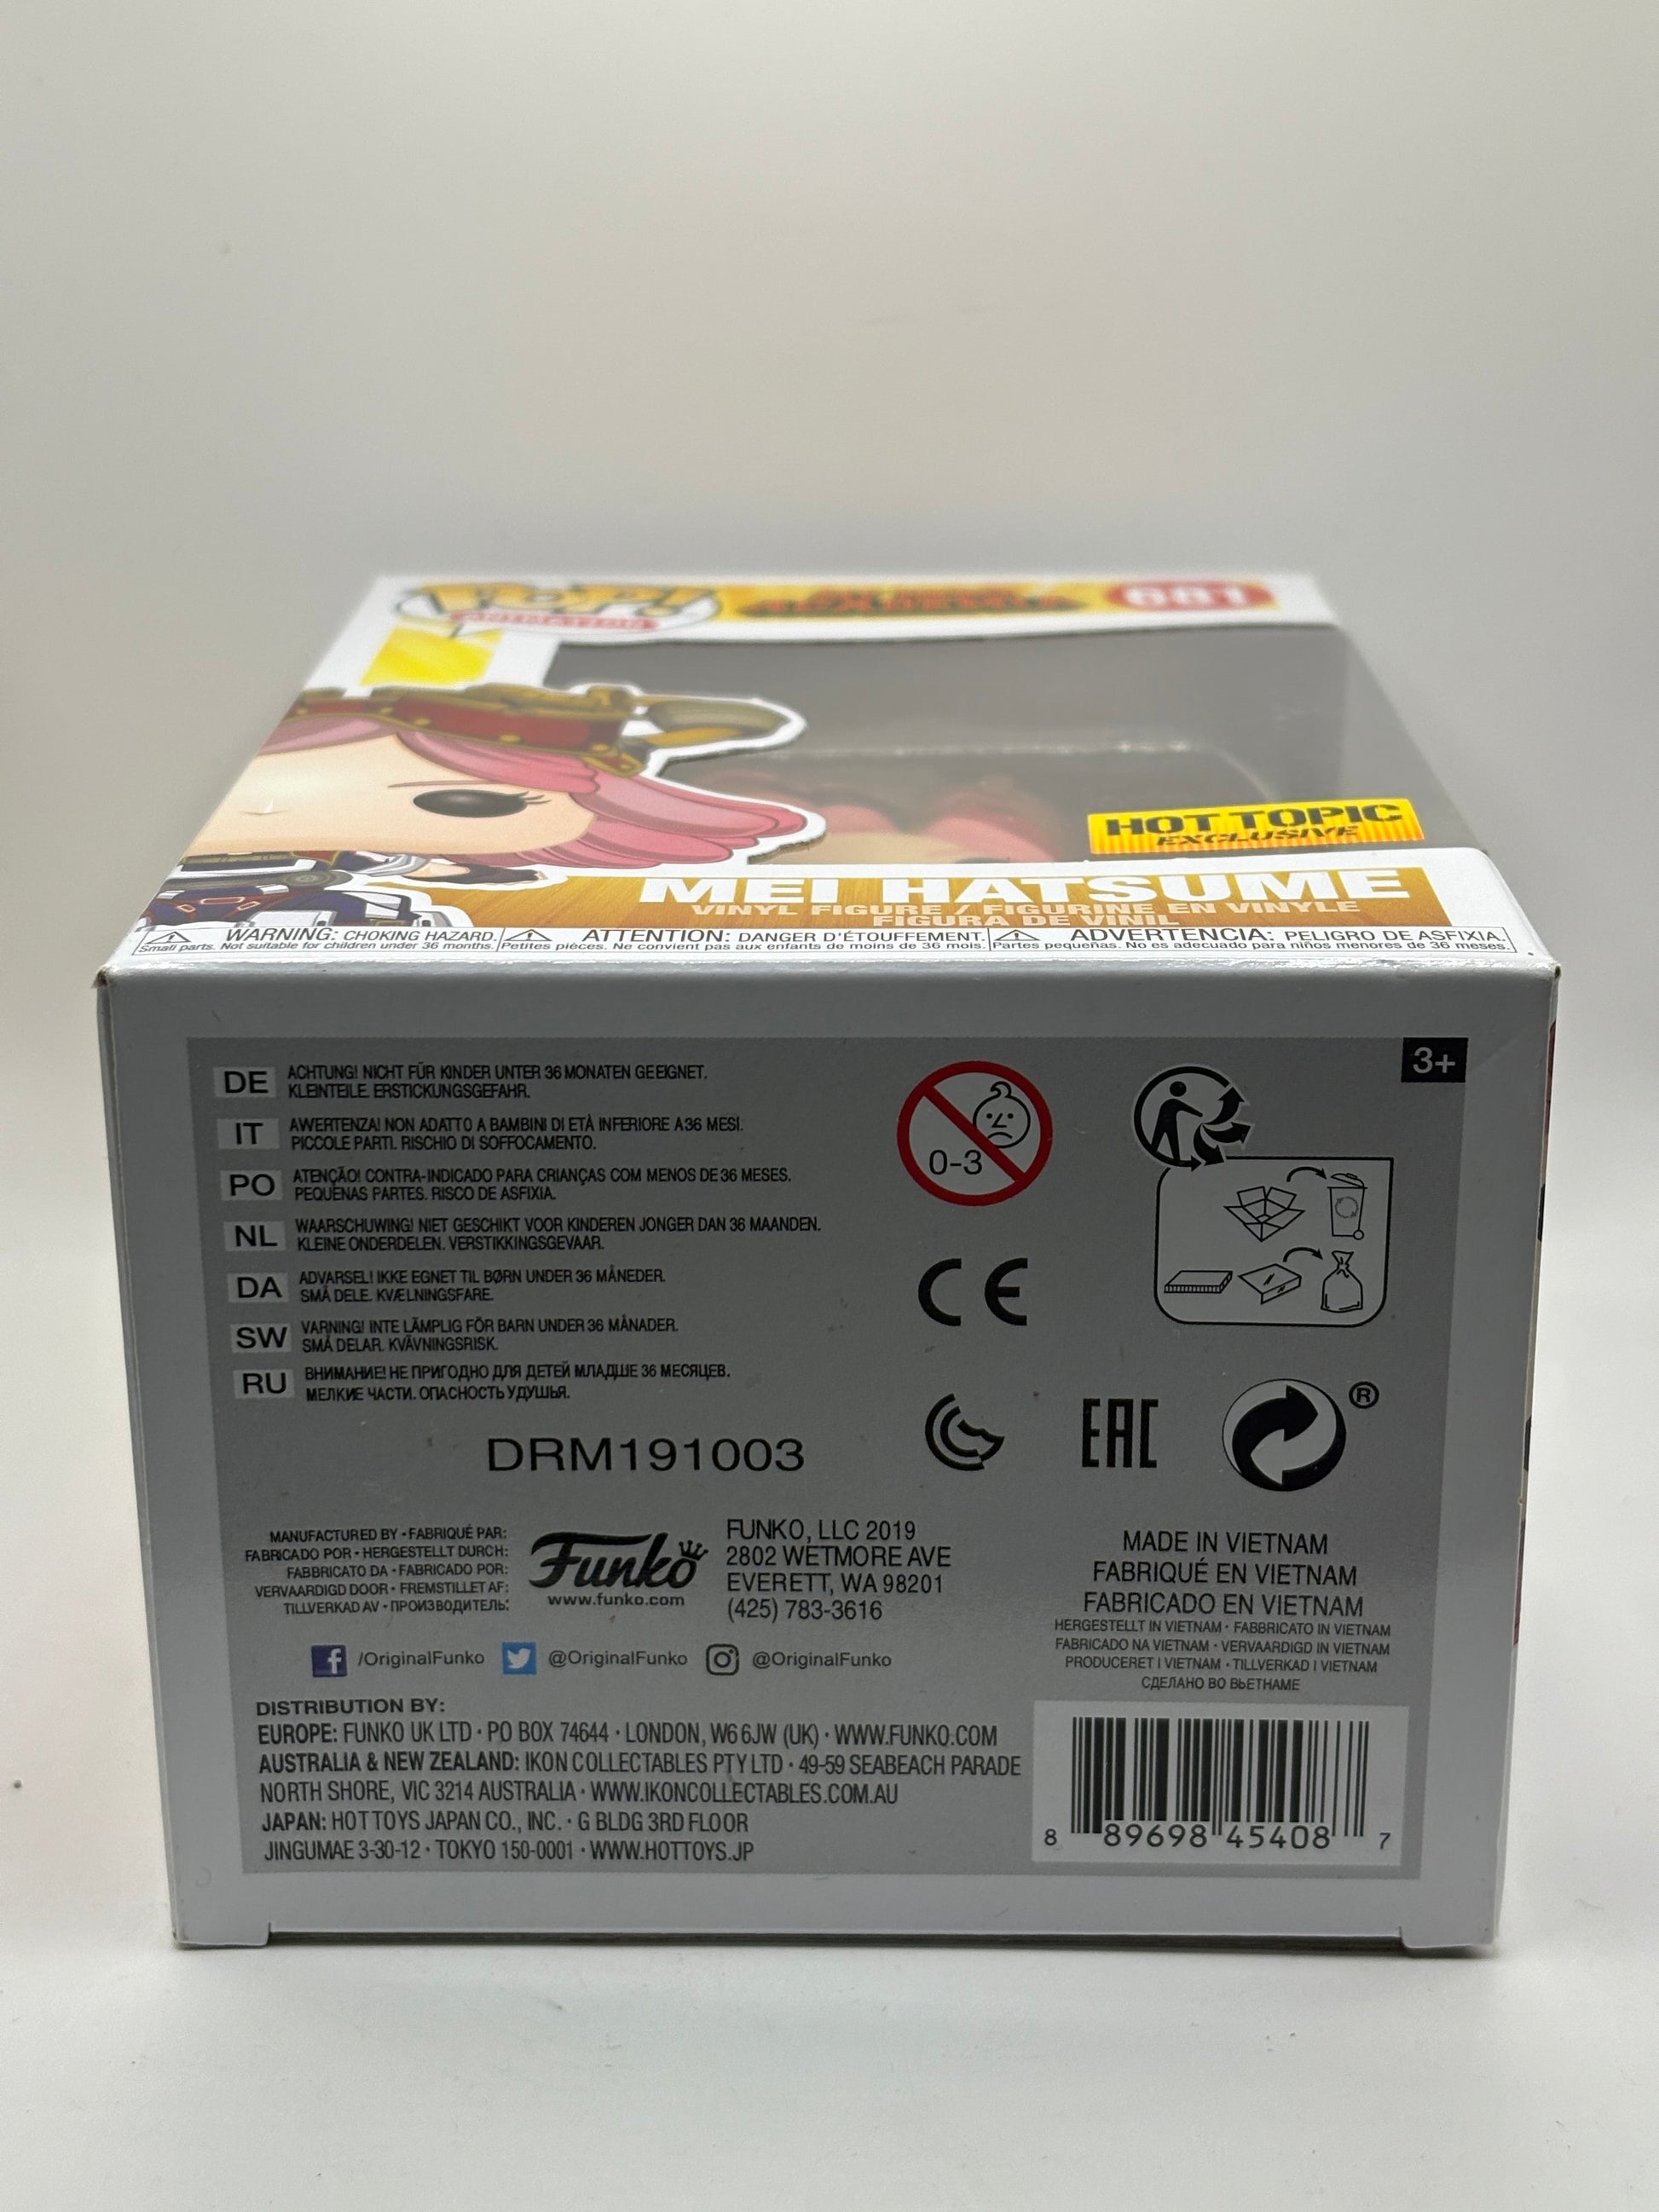 POP!
ANIMATION
MY HERO
ACADEMIA
681
HOT TOPIC
EXCLUSIVE
MEI HATSUME
VINYL FIGURE / FIGURINE EN VINYLE
FIGURA DE VINIL
WARNING: CHOKING HAZARD.
Small parts. Not suitable for children under 36 months.
ATTENTION: DANGER D'ÉTOUFFEMENT.
Petites pièces. Ne convient pas aux enfants de moins de 36 mois.
ADVERTENCIA: PELIGRO DE ASFIXIA.
Partes pequeñas. No es adecuado para niños menores de 36 meses.
3+
DE ACHTUNG! NICHT FÜR KINDER UNTER 36 MONATEN GEEIGNET.
KLEINTEILE. ERSTICKUNGSGEFAHR.
IT AVVERTENZA! NON ADATTO A BAMBINI DI ETÀ INFERIORE A 36 MESI.
PICCOLE PARTI. RISCHIO DI SOFFOCAMENTO.
PO ATENÇÃO! CONTRA-INDICADO PARA CRIANÇAS COM MENOS DE 36 MESES.
PEQUENAS PARTES. RISCO DE ASFIXIA.
NL WAARSCHUWING! NIET GESCHIKT VOOR KINDEREN JONGER DAN 36 MAANDEN.
KLEINE ONDERDELEN. VERSTIKKINGSGEVAAR.
DA ADVARSEL! IKKE EGNET TIL BØRN UNDER 36 MÅNEDER.
SMÅ DELE. KVÆLNINGSFARE.
SW VARNING! INTE LÄMPLIG FÖR BARN UNDER 36 MÅNADER.
SMÅ DELAR. KVÄVNINGSRISK.
RU ВНИМАНИЕ! НЕ ПРИГОДНО ДЛЯ ДЕТЕЙ МЛАДШЕ 36 МЕСЯЦЕВ.
МЕЛКИЕ ЧАСТИ. ОПАСНОСТЬ УДУШЬЯ.
0-3
CE
EAC
®
DRM191003
MANUFACTURED BY • FABRIQUÉ PAR:
FABRICADO POR • HERGESTELLT DURCH:
FABBRICATO DA • FABRICADO POR:
VERVAARDIGD DOOR • FREMSTILLET AF:
TILLVERKAD AV • ПРОИЗВОДИТЕЛЬ:
Funko
www.funko.com
FUNKO, LLC 2019
2802 WETMORE AVE
EVERETT, WA 98201
(425) 783-3616
MADE IN VIETNAM
FABRIQUÉ EN VIETNAM
FABRICADO EN VIETNAM
HERGESTELLT IN VIETNAM • FABBRICATO IN VIETNAM
FABRICADO NA VIETNAM • VERVAARDIGD IN VIETNAM
PRODUCERET I VIETNAM • TILLVERKAD I VIETNAM
СДЕЛАНО ВО ВЬЕТНАМЕ
/OriginalFunko @OriginalFunko @OriginalFunko
DISTRIBUTION BY:
EUROPE: FUNKO UK LTD • PO BOX 74644 • LONDON, W6 6JW (UK) • WWW.FUNKO.COM
AUSTRALIA & NEW ZEALAND: IKON COLLECTABLES PTY LTD • 49-59 SEABEACH PARADE
NORTH SHORE, VIC 3214 AUSTRALIA • WWW.IKONCOLLECTABLES.COM.AU
JAPAN: HOT TOYS JAPAN CO., INC. • G BLDG 3RD FLOOR
JINGUMAE 3-30-12 • TOKYO 150-0001 • WWW.HOTTOYS.JP
8 89698 45408 7